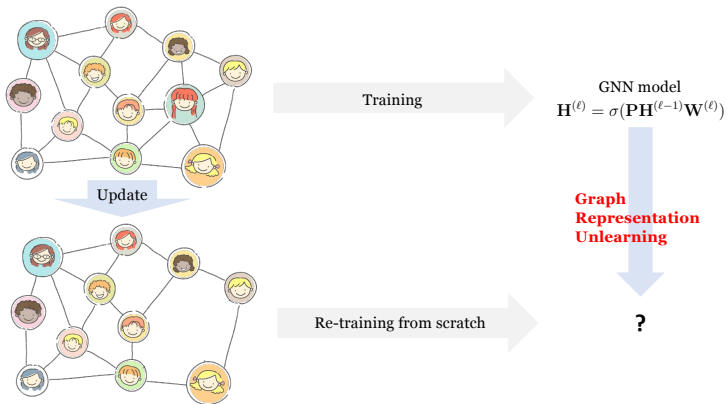 Training
GNN model
H^{(ℓ)} = σ(PH^{(ℓ−1)}W^{(ℓ)})
Update
Graph
Representation
Unlearning
Re-training from scratch
?